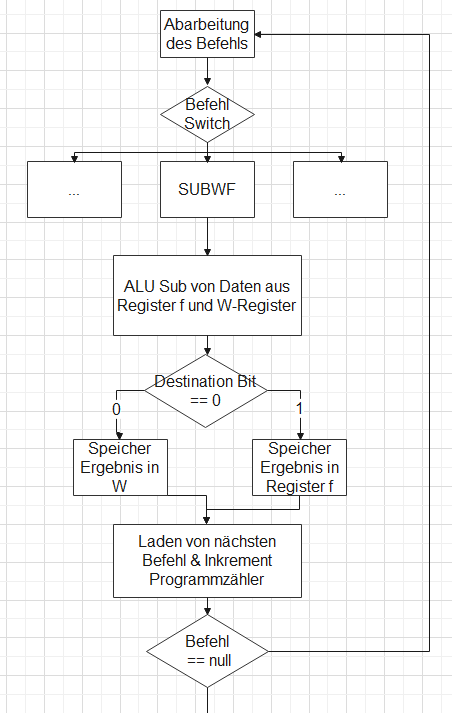 Abarbeitung
des Befehls
Befehl
Switch
...
SUBWF
...
ALU Sub von Daten aus
Register f und W-Register
Destination Bit
== 0
0
1
Speicher
Ergebnis in
W
Speicher
Ergebnis in
Register f
Laden von nächsten
Befehl & Inkrement
Programmzähler
Befehl
== null